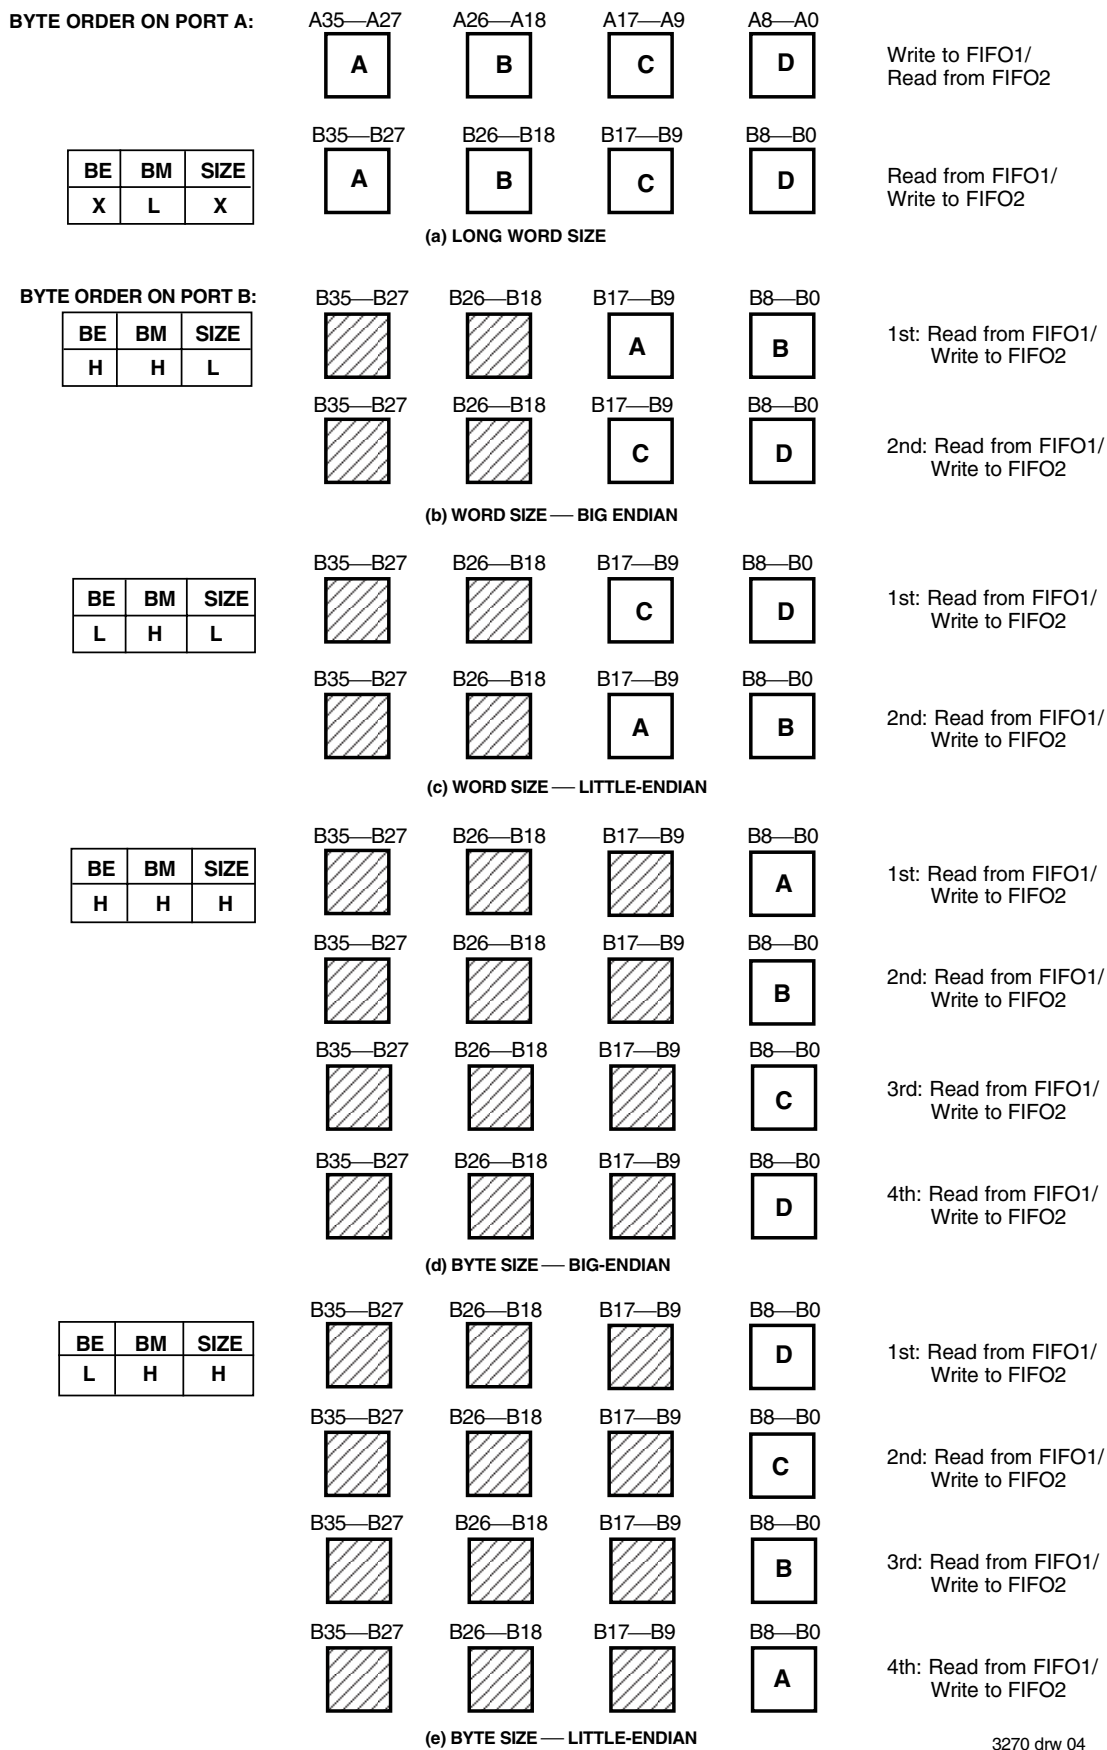 BYTE ORDER ON PORT A:
A35—A27 A26—A18 A17—A9 A8—A0
A B C D
Write to FIFO1/
Read from FIFO2
B35—B27 B26—B18 B17—B9 B8—B0
BE BM SIZE
X L X
A B C D
Read from FIFO1/
Write to FIFO2
(a) LONG WORD SIZE
BYTE ORDER ON PORT B:
B35—B27 B26—B18 B17—B9 B8—B0
BE BM SIZE
H H L
A B
1st: Read from FIFO1/
Write to FIFO2
B35—B27 B26—B18 B17—B9 B8—B0
C D
2nd: Read from FIFO1/
Write to FIFO2
(b) WORD SIZE — BIG ENDIAN
B35—B27 B26—B18 B17—B9 B8—B0
BE BM SIZE
L H L
C D
1st: Read from FIFO1/
Write to FIFO2
B35—B27 B26—B18 B17—B9 B8—B0
A B
2nd: Read from FIFO1/
Write to FIFO2
(c) WORD SIZE — LITTLE-ENDIAN
B35—B27 B26—B18 B17—B9 B8—B0
BE BM SIZE
H H H
A
1st: Read from FIFO1/
Write to FIFO2
B35—B27 B26—B18 B17—B9 B8—B0
B
2nd: Read from FIFO1/
Write to FIFO2
B35—B27 B26—B18 B17—B9 B8—B0
C
3rd: Read from FIFO1/
Write to FIFO2
B35—B27 B26—B18 B17—B9 B8—B0
D
4th: Read from FIFO1/
Write to FIFO2
(d) BYTE SIZE — BIG-ENDIAN
B35—B27 B26—B18 B17—B9 B8—B0
BE BM SIZE
L H H
D
1st: Read from FIFO1/
Write to FIFO2
B35—B27 B26—B18 B17—B9 B8—B0
C
2nd: Read from FIFO1/
Write to FIFO2
B35—B27 B26—B18 B17—B9 B8—B0
B
3rd: Read from FIFO1/
Write to FIFO2
B35—B27 B26—B18 B17—B9 B8—B0
A
4th: Read from FIFO1/
Write to FIFO2
(e) BYTE SIZE — LITTLE-ENDIAN
3270 drw 04